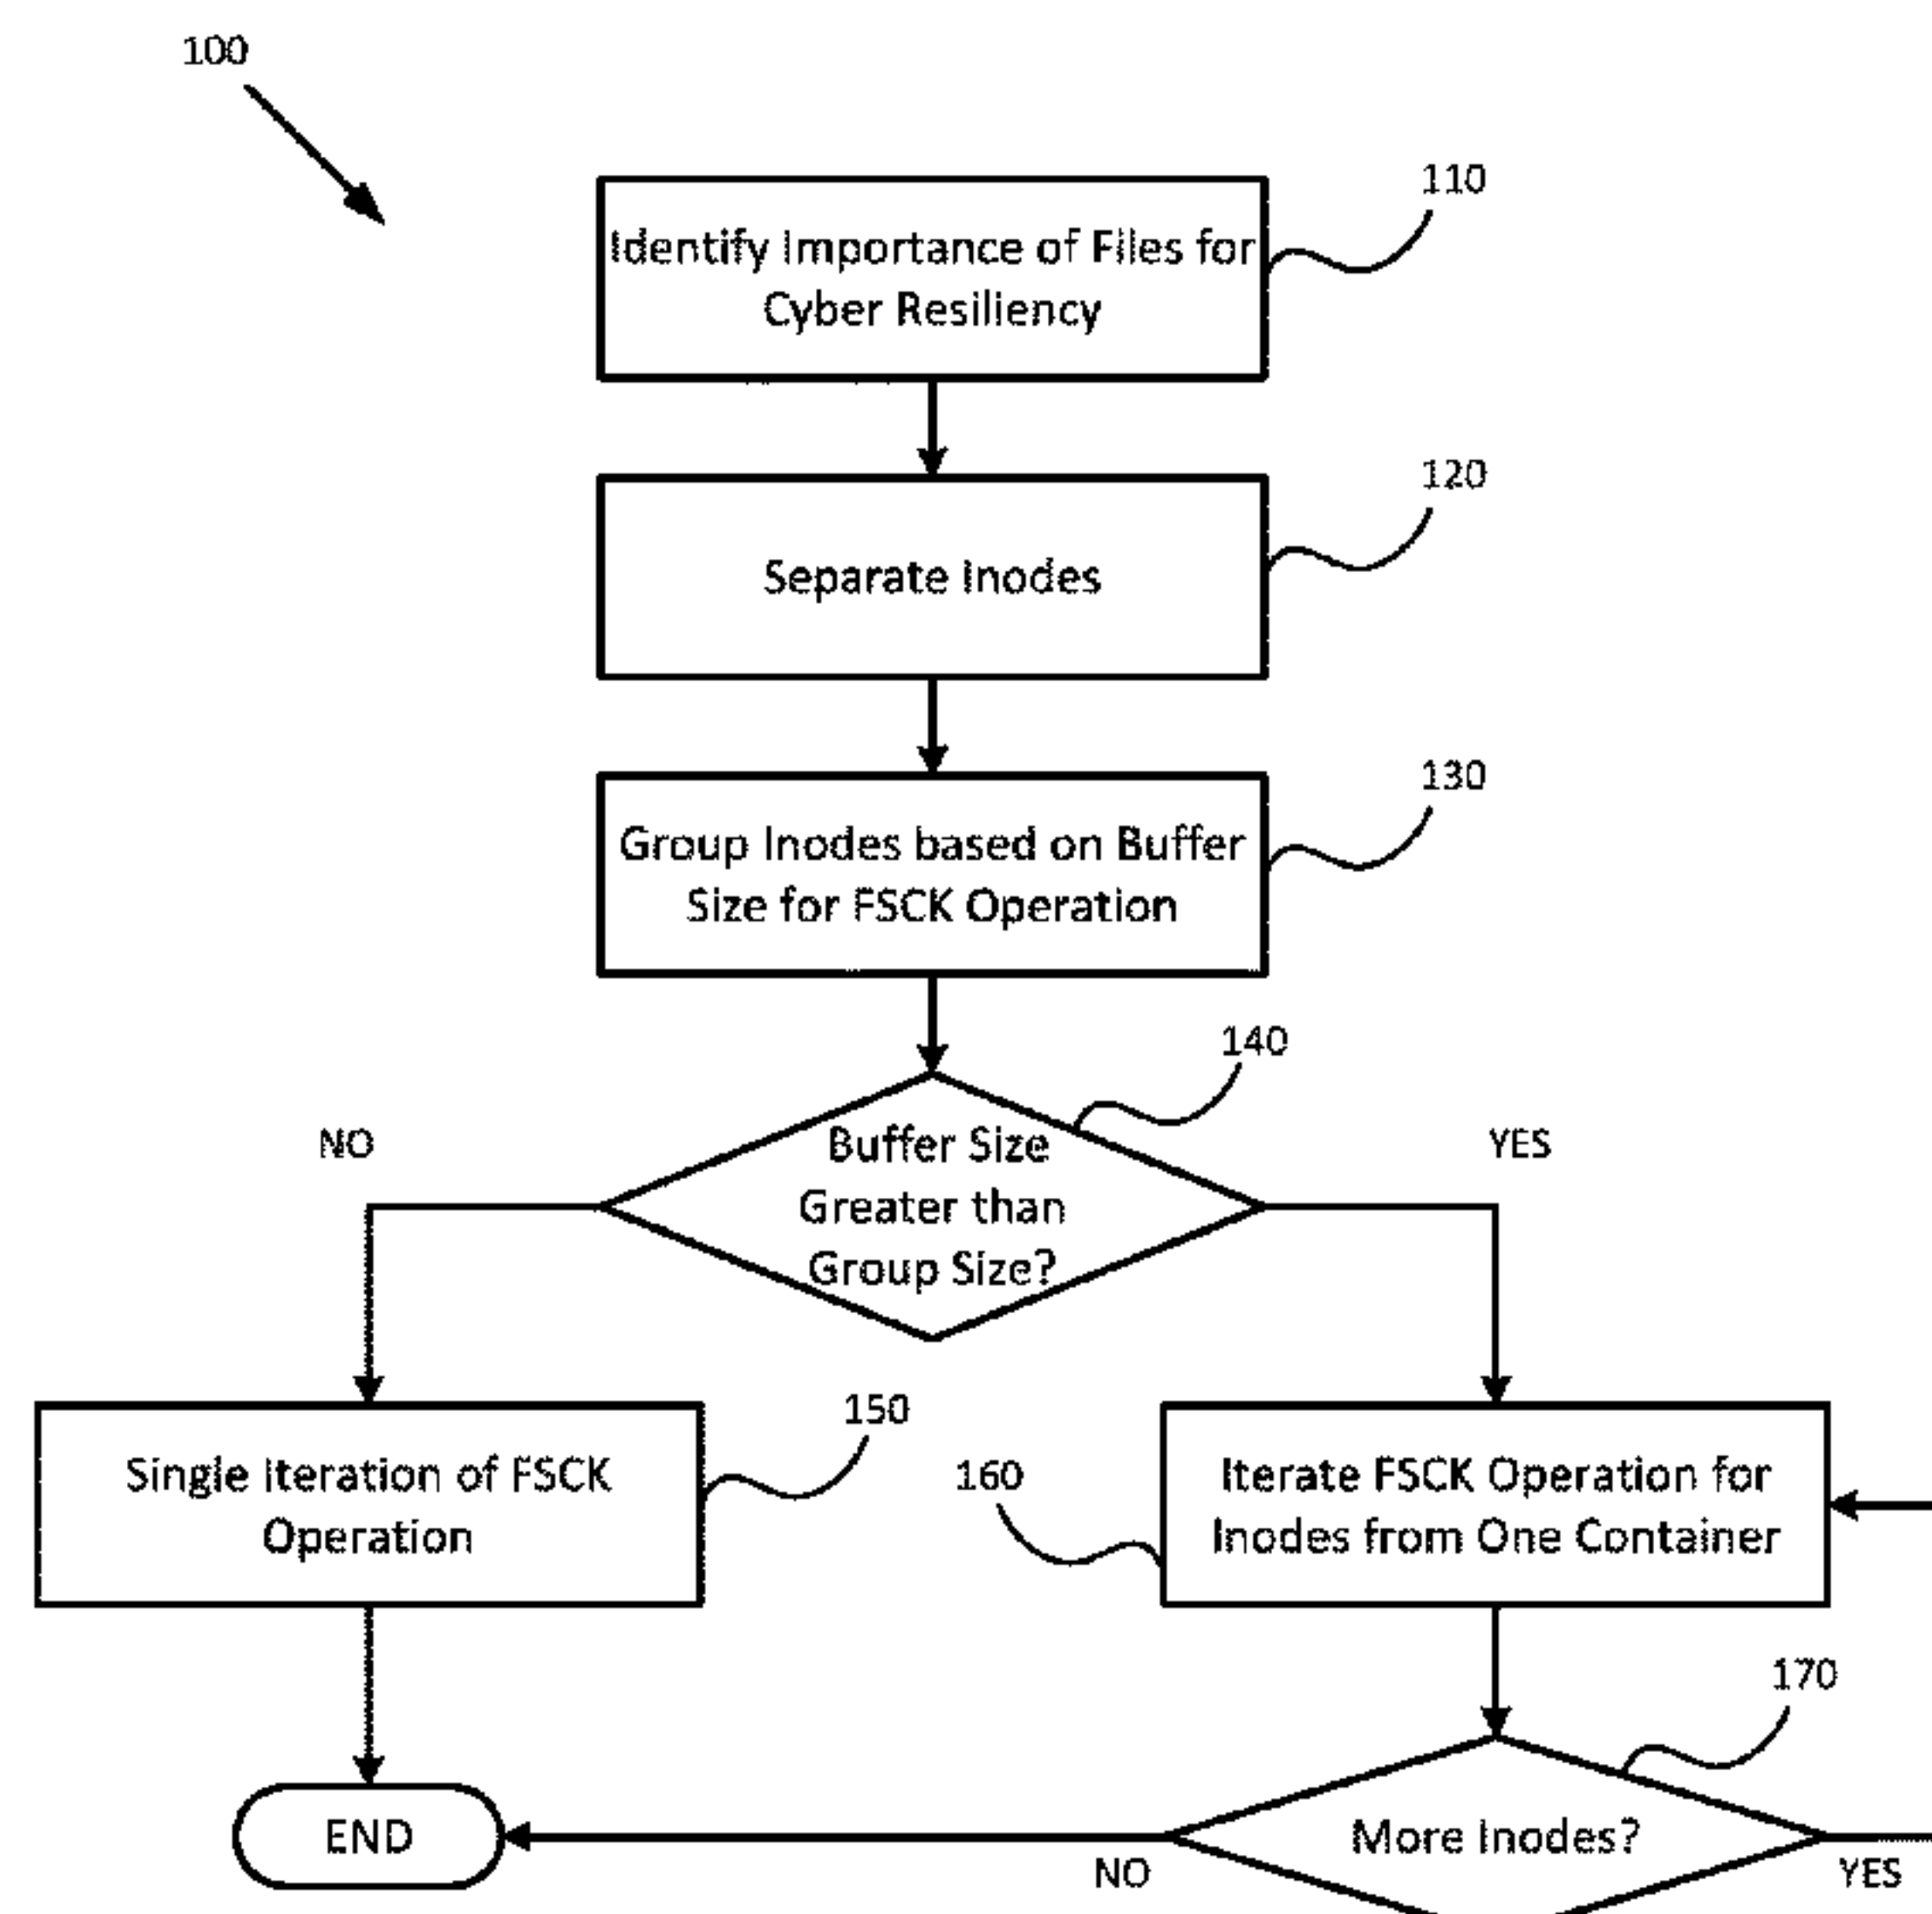 100
110
Identify Importance of Files for
Cyber Resiliency
120
Separate Inodes
130
Group Inodes based on Buffer
Size for FSCK Operation
140
NO
YES
Buffer Size
Greater than
Group Size?
150
Single Iteration of FSCK
Operation
160
Iterate FSCK Operation for
Inodes from One Container
170
END
More Inodes?
NO
YES